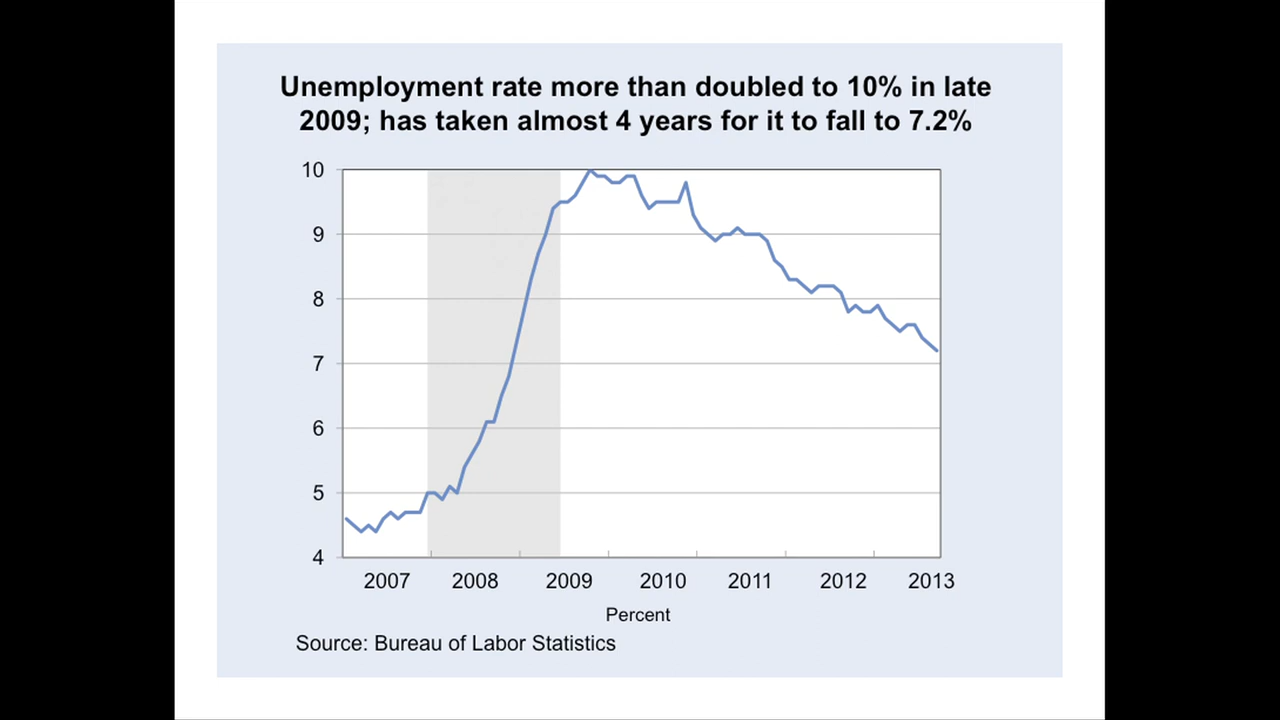 Unemployment rate more than doubled to 10% in late
2009; has taken almost 4 years for it to fall to 7.2%
10
9
8
7
6
5
4
2007 2008 2009 2010 2011 2012 2013
Percent
Source: Bureau of Labor Statistics